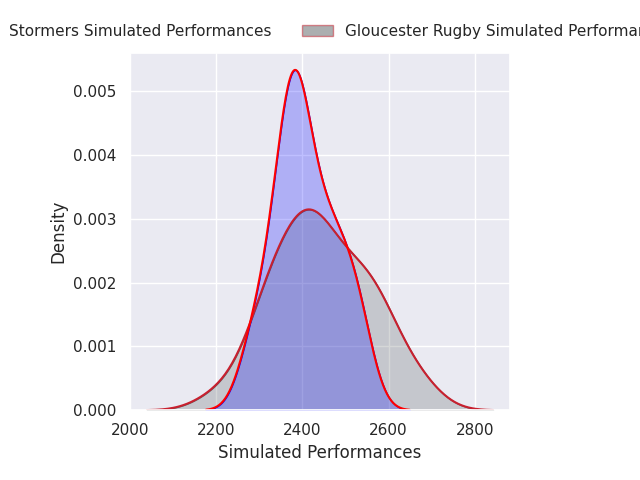 Stormers Simulated Performances
Gloucester Rugby Simulated
0.005
0.004
0.003
0.002
0.001
0.000
Density
2000 2200 2400 2600 2800
Simulated Performances